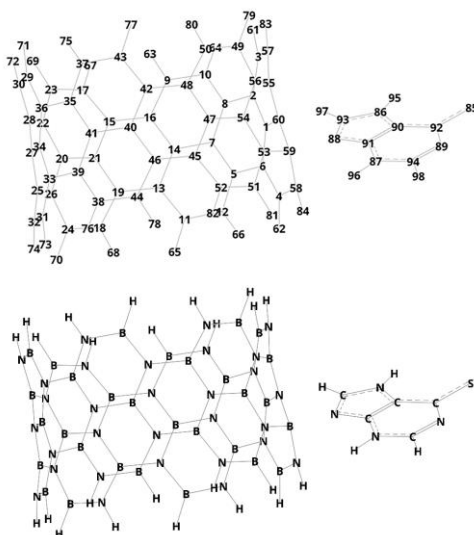 79
80 83
77 61
75 50 64 49
71 63 57
72 69 37 67 43 3
29 9 10 56 55
30 23 17 42 48 85
36 35 8 2 95
28 22 15 16 47 54 60 97 93 86
41 40 1 90 92
34 14 7 88 91 89
27 20 21 46 45 53 59
33 39 5 6 96 87 94
25 26 19 13 52 51 4 58 98
38 44
32 31 11 82 12 81 84
24 76 18 78 62
74 73 68 65 66
70
H H H
H H H
H H N H B N
H N H B H B
N B B B N N B
N B N N B S
B N B N B N H N H
N B N B N B C C C
N B N B N N C N
B N B N B N B H N C
N B N B N B N H
N B N B H B H N N H
H H B H N H N H H
H H H H